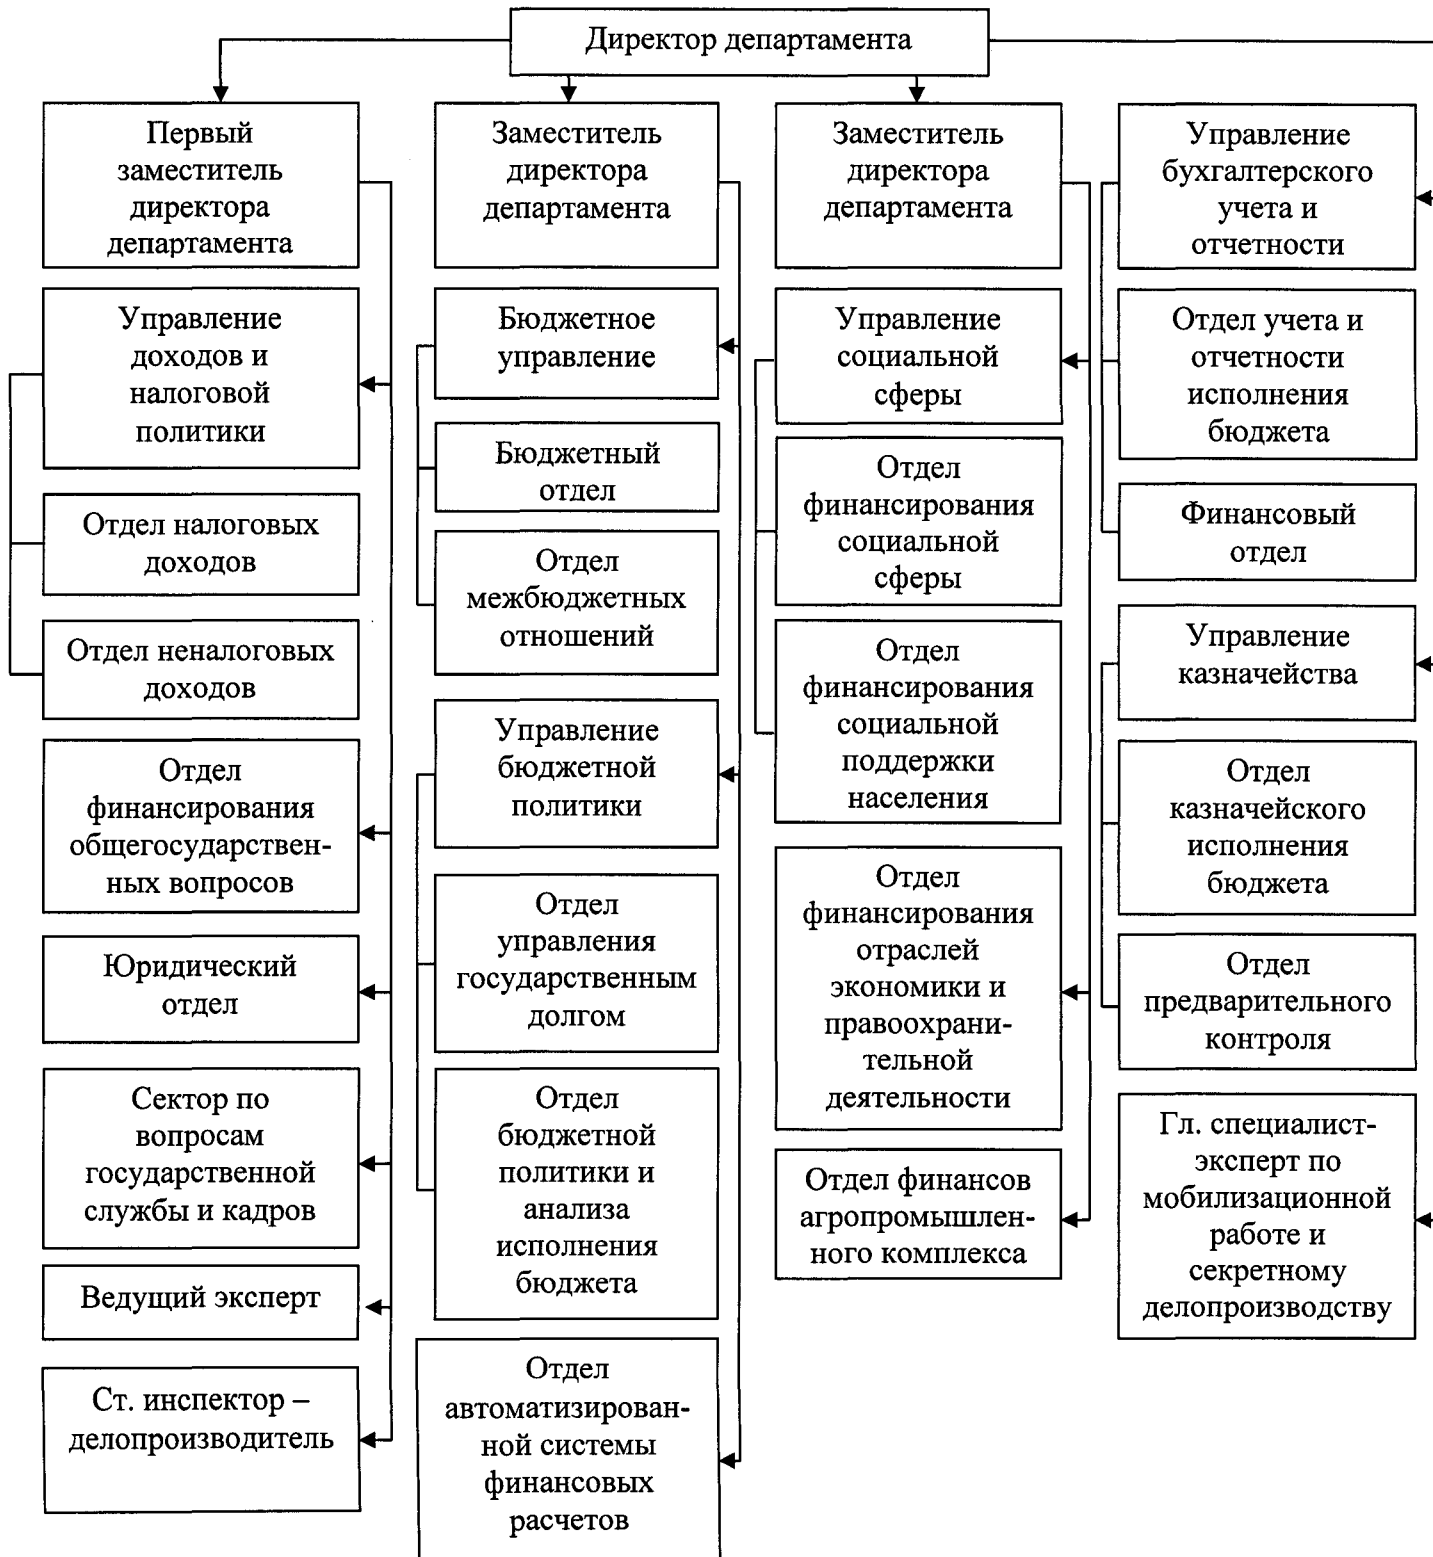 Директор департамента
Первый
заместитель
директора
департамента
Управление
доходов и
налоговой
политики
Отдел налоговых
доходов
Отдел неналоговых
доходов
Отдел
финансирования
общегосударствен-
ных вопросов
Юридический
отдел
Сектор по
вопросам
государственной
службы и кадров
Ведущий эксперт
Ст. инспектор –
делопроизводитель
Заместитель
директора
департамента
Бюджетное
управление
Бюджетный
отдел
Отдел
межбюджетных
отношений
Управление
бюджетной
политики
Отдел
управления
государственным
долгом
Отдел
бюджетной
политики и
анализа
исполнения
бюджета
Отдел
автоматизирован-
ной системы
финансовых
расчетов
Заместитель
директора
департамента
Управление
социальной
сферы
Отдел
финансирования
социальной
сферы
Отдел
финансирования
социальной
поддержки
населения
Отдел
финансирования
отраслей
экономики и
правоохрани-
тельной
деятельности
Отдел финансов
агропромышлен-
ного комплекса
Управление
бухгалтерского
учета и
отчетности
Отдел учета и
отчетности
исполнения
бюджета
Финансовый
отдел
Управление
казначейства
Отдел
казначейского
исполнения
бюджета
Отдел
предварительного
контроля
Гл. специалист-
эксперт по
мобилизационной
работе и
секретному
делопроизводству